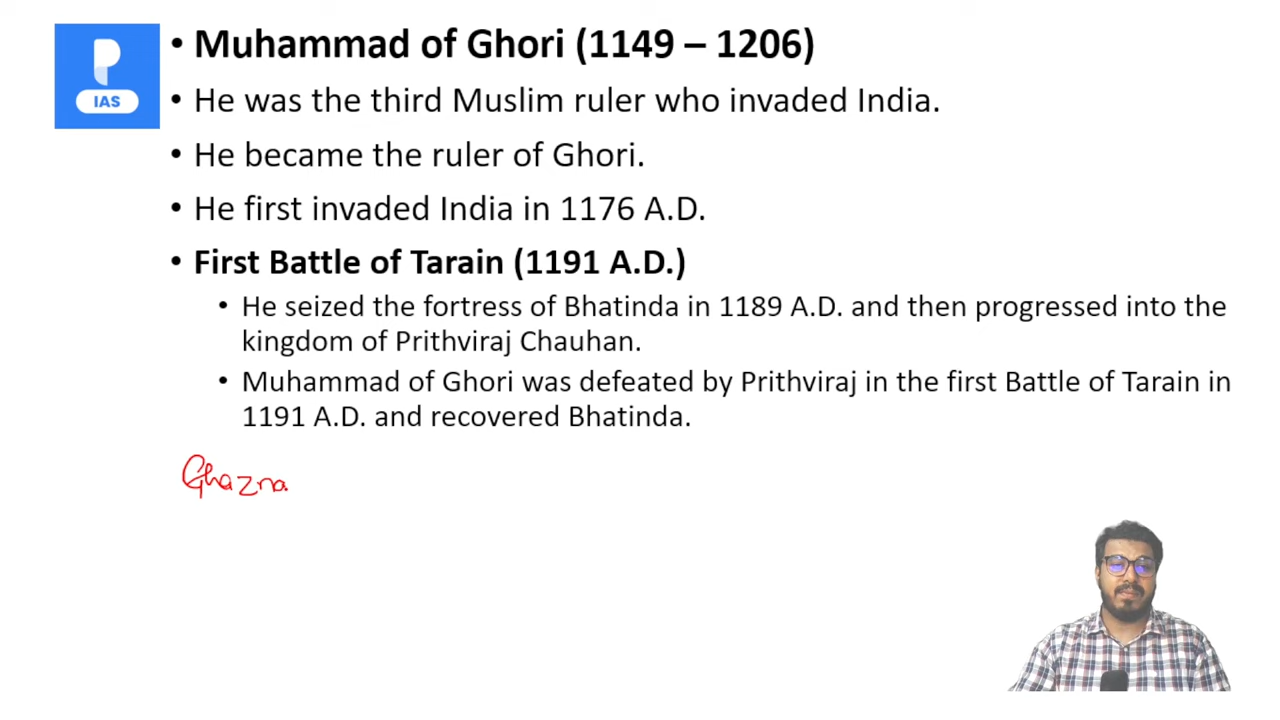 P
IAS
• Muhammad of Ghori (1149 – 1206)
• He was the third Muslim ruler who invaded India.
• He became the ruler of Ghori.
• He first invaded India in 1176 A.D.
• First Battle of Tarain (1191 A.D.)
• He seized the fortress of Bhatinda in 1189 A.D. and then progressed into the
kingdom of Prithviraj Chauhan.
• Muhammad of Ghori was defeated by Prithviraj in the first Battle of Tarain in
1191 A.D. and recovered Bhatinda.
Ghazna